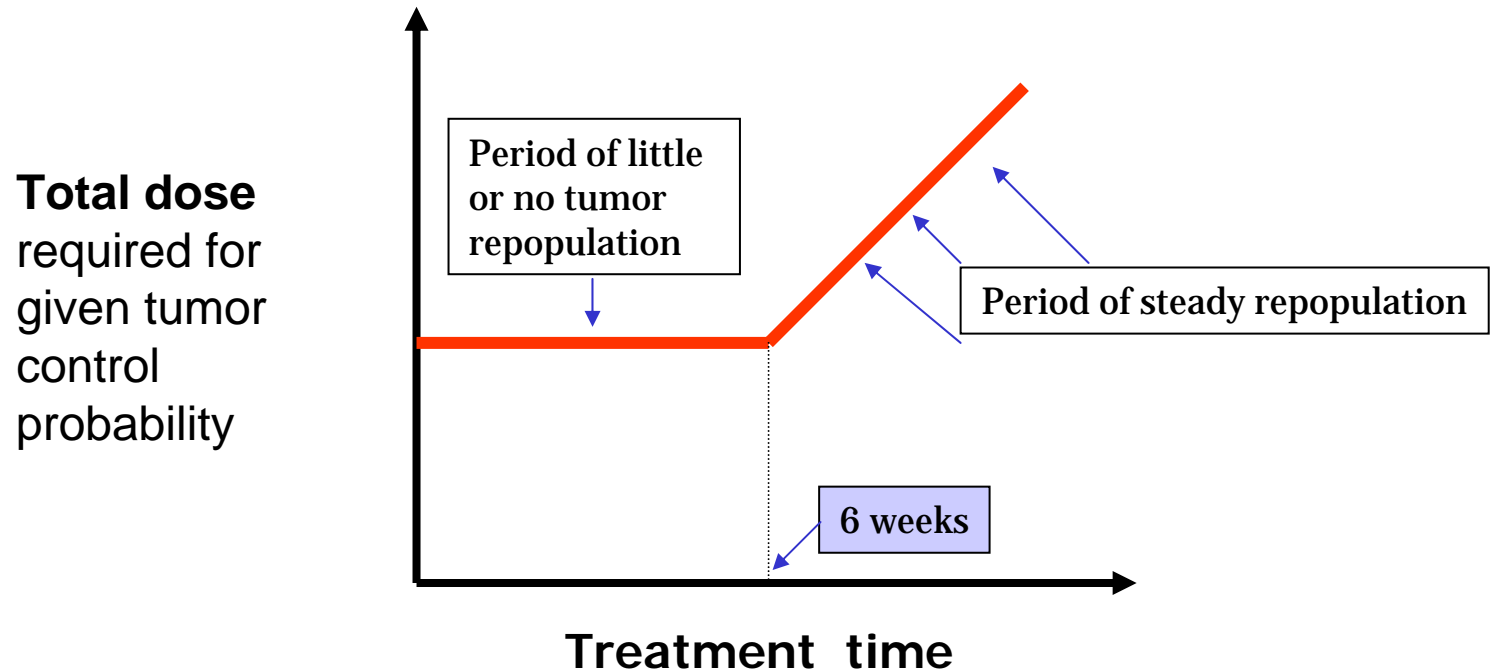 Total dose
required for
given tumor
control
probability
Period of little
or no tumor
repopulation
Period of steady repopulation
6 weeks
Treatment time